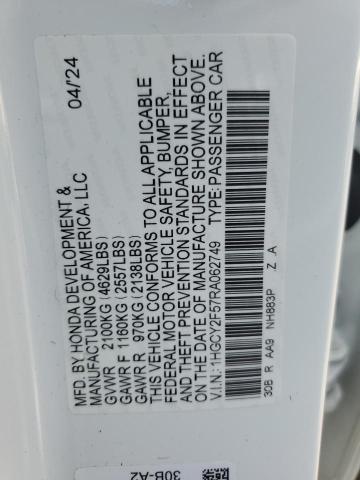 MFD. BY HONDA DEVELOPMENT &
MANUFACTURING OF AMERICA, LLC 04/24
GVWR 2100KG (4629LBS)
GAWR F 1160KG (2557LBS)
GAWR R 970KG (2138LBS)
THIS VEHICLE CONFORMS TO ALL APPLICABLE
FEDERAL MOTOR VEHICLE SAFETY, BUMPER,
AND THEFT PREVENTION STANDARDS IN EFFECT
ON THE DATE OF MANUFACTURE SHOWN ABOVE.
V.I.N.: 1HGCY2F57RA062749 TYPE: PASSENGER CAR
30B R AA9 NH883P Z A
30B-A2